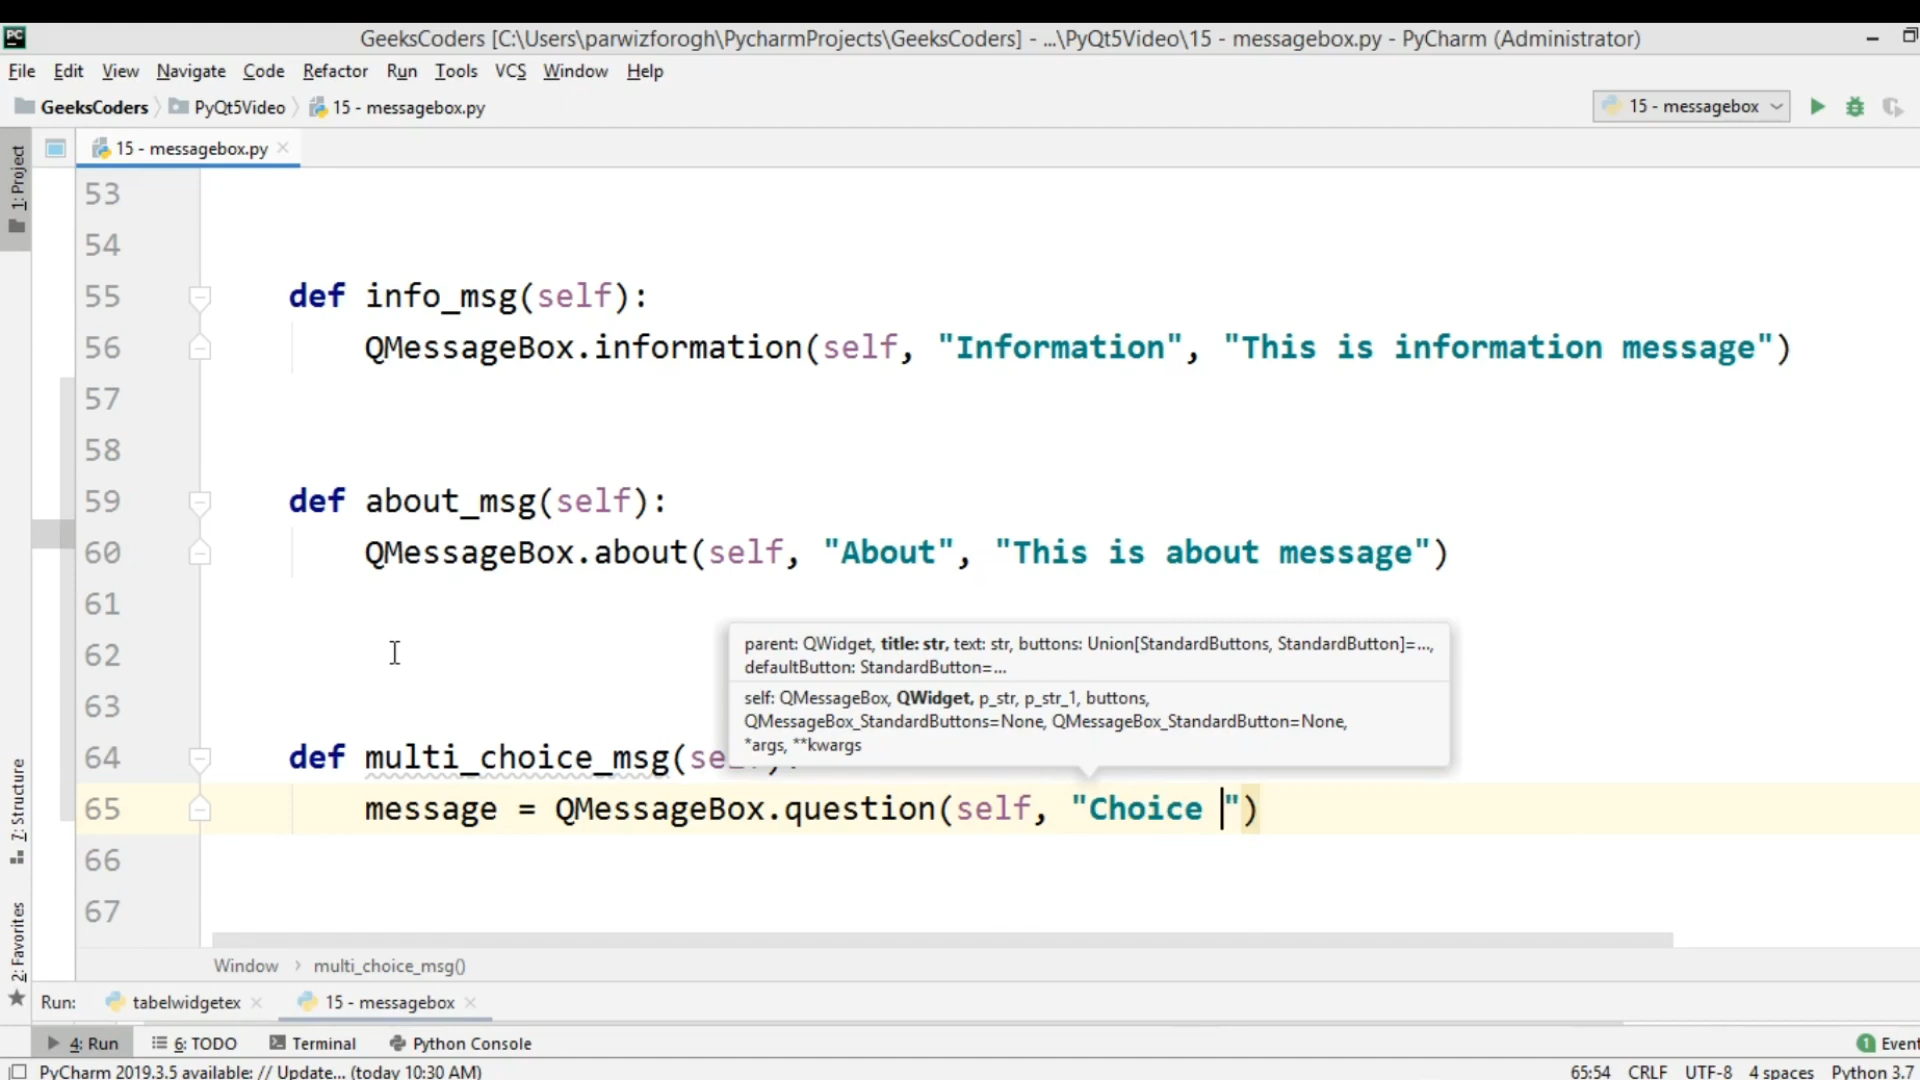 PC GeeksCoders [C:\Users\parwizforogh\PycharmProjects\GeeksCoders] - ...\PyQt5Video\15 - messagebox.py - PyCharm (Administrator)
File Edit View Navigate Code Refactor Run Tools VCS Window Help
GeeksCoders PyQt5Video 15 - messagebox.py 15 - messagebox
1: Project
15 - messagebox.py
53
54
55 def info_msg(self):
56 QMessageBox.information(self, "Information", "This is information message")
57
58
59 def about_msg(self):
60 QMessageBox.about(self, "About", "This is about message")
61
62
63
parent: QWidget, title: str, text: str, buttons: Union[StandardButtons, StandardButton]=...,
defaultButton: StandardButton=...
self: QMessageBox, QWidget, p_str, p_str_1, buttons,
QMessageBox_StandardButtons=None, QMessageBox_StandardButton=None,
*args, **kwargs
64 def multi_choice_msg(se
65 message = QMessageBox.question(self, "Choice ")
66
67
7: Structure
2: Favorites
Window › multi_choice_msg()
Run: tabelwidgetex 15 - messagebox
4: Run 6: TODO Terminal Python Console 1 Event
PyCharm 2019.3.5 available: // Update... (today 10:30 AM) 65:54 CRLF UTF-8 4 spaces Python 3.7